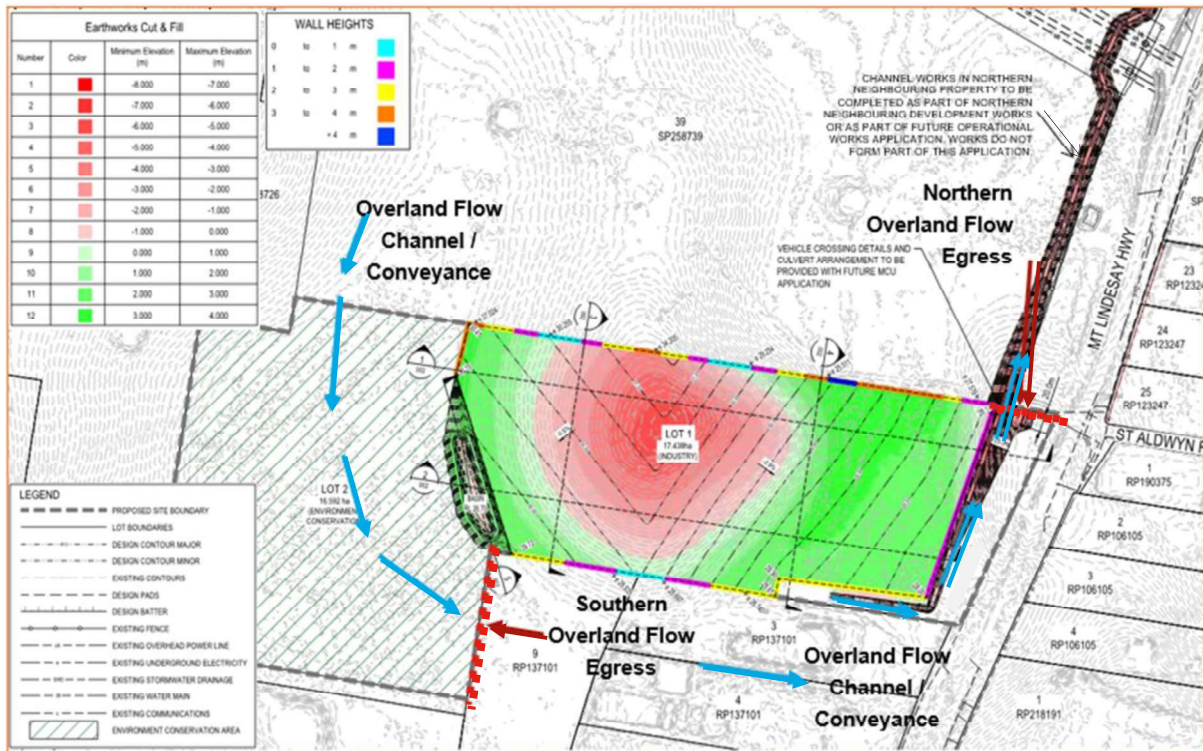 Earthworks Cut & Fill
Number Color Minimum Elevation (m) Maximum Elevation (m)
1 -8.000 -7.000
2 -7.000 -6.000
3 -6.000 -5.000
4 -5.000 -4.000
5 -4.000 -3.000
6 -3.000 -2.000
7 -2.000 -1.000
8 -1.000 0.000
9 0.000 1.000
10 1.000 2.000
11 2.000 3.000
12 3.000 4.000
WALL HEIGHTS
0 to 1 m
1 to 2 m
2 to 3 m
3 to 4 m
+4 m
39
SP258739
CHANNEL WORKS IN NORTHERN
NEIGHBOURING PROPERTY TO BE
COMPLETED AS PART OF NORTHERN
NEIGHBOURING DEVELOPMENT WORKS
OR AS PART OF FUTURE OPERATIONAL
WORKS APPLICATION. WORKS DO NOT
FORM PART OF THIS APPLICATION.
8726
Overland Flow
Channel /
Conveyance
Northern
Overland Flow
Egress
VEHICLE CROSSING DETAILS AND
CULVERT ARRANGEMENT TO BE
PROVIDED WITH FUTURE MCU
APPLICATION
MT LINDESAY HWY
SP
23
RP12324
24
RP123247
25
RP123247
ST ALDWYN R
1
RP190375
2
RP106105
3
RP106105
4
RP106105
1
RP218191
LOT 1
17.438ha
(INDUSTRY)
LOT 2
16.592 ha
(ENVIRONMENT
CONSERVATION
BASIN
20.0m
1
2
LEGEND
PROPOSED SITE BOUNDARY
LOT BOUNDARIES
DESIGN CONTOUR MAJOR
DESIGN CONTOUR MINOR
EXISTING CONTOURS
DESIGN PADS
DESIGN BATTER
EXISTING FENCE
EXISTING OVERHEAD POWER LINE
EXISTING UNDERGROUND ELECTRICITY
EXISTING STORMWATER DRAINAGE
EXISTING WATER MAIN
EXISTING COMMUNICATIONS
ENVIRONMENT CONSERVATION AREA
Southern
Overland Flow
Egress
9
RP137101
3
RP137101
4
RP137101
Overland Flow
Channel /
Conveyance